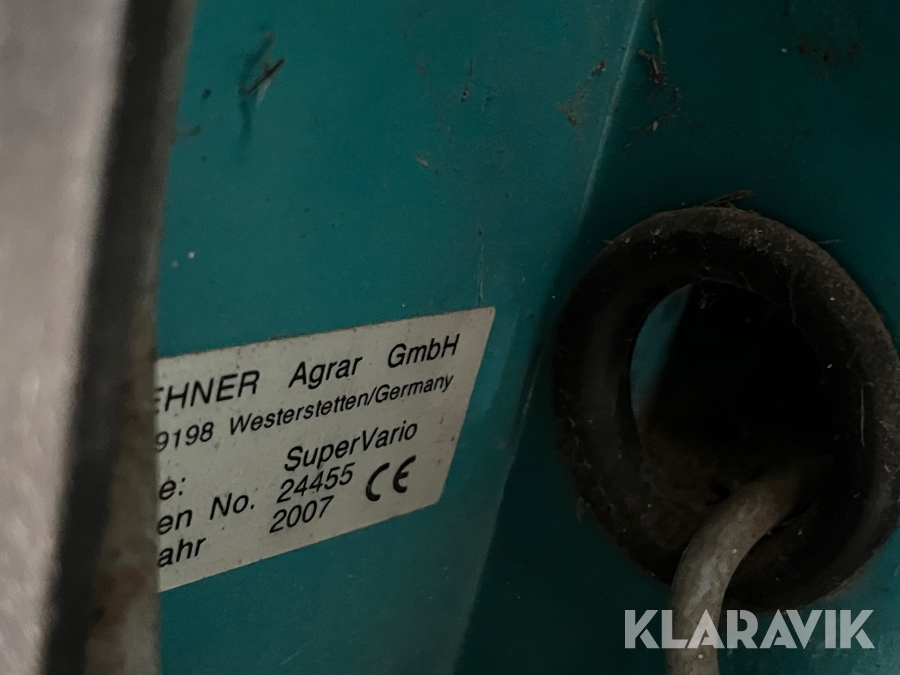 EHNER Agrar GmbH
9198 Westerstetten/Germany
e: SuperVario
en No. 24455
ahr 2007
CE
KLARAVIK